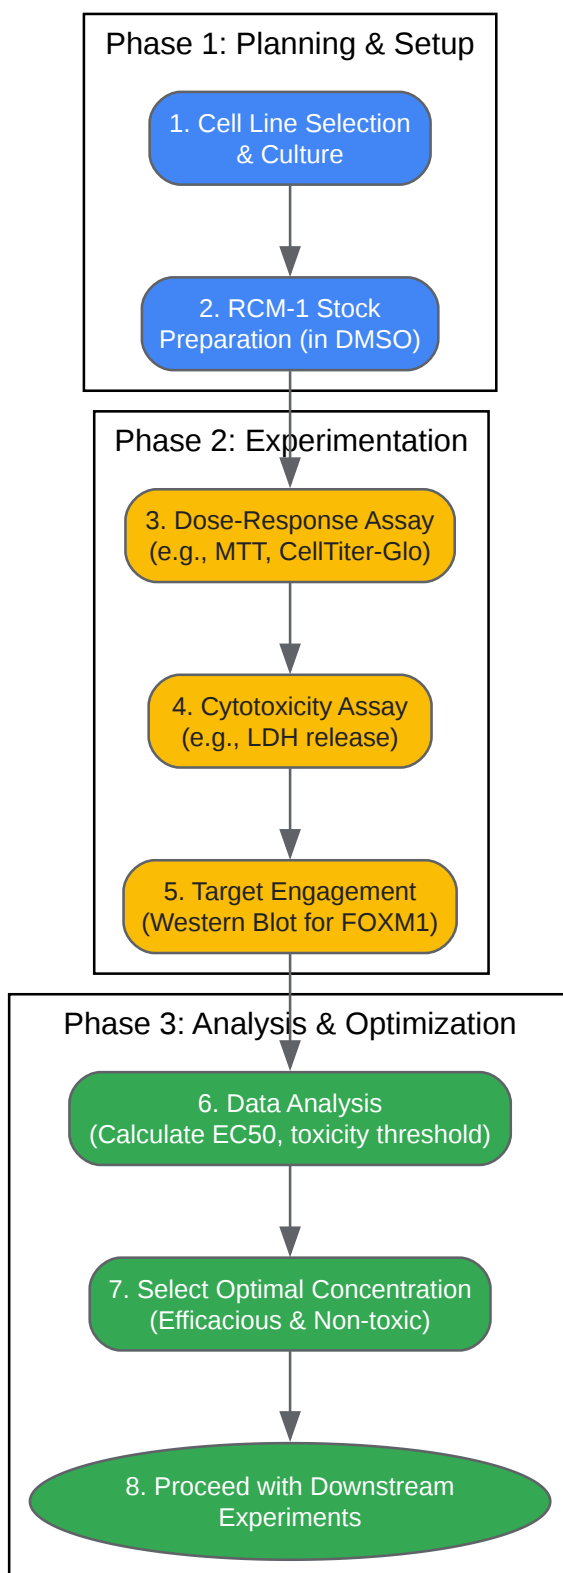 Phase 1: Planning & Setup
1. Cell Line Selection
& Culture
2. RCM-1 Stock
Preparation (in DMSO)
Phase 2: Experimentation
3. Dose-Response Assay
(e.g., MTT, CellTiter-Glo)
4. Cytotoxicity Assay
(e.g., LDH release)
5. Target Engagement
(Western Blot for FOXM1)
Phase 3: Analysis & Optimization
6. Data Analysis
(Calculate EC50, toxicity threshold)
7. Select Optimal Concentration
(Efficacious & Non-toxic)
8. Proceed with Downstream
Experiments